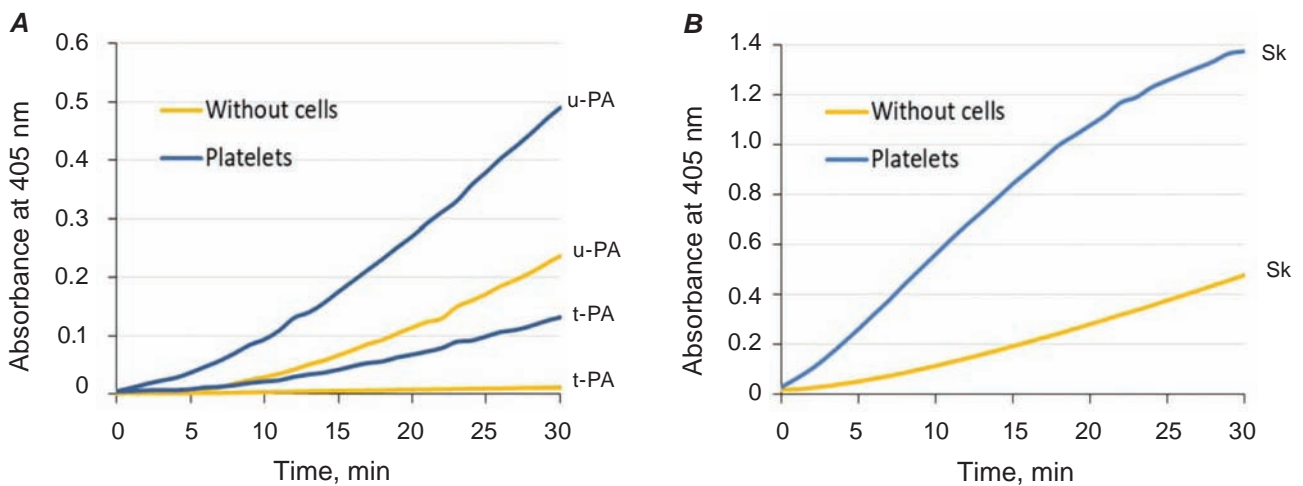 A
Absorbance at 405 nm
0.6
0.5
0.4
0.3
0.2
0.1
0
Without cells
Platelets
u-PA
u-PA
t-PA
t-PA
0 5 10 15 20 25 30
Time, min
B
Absorbance at 405 nm
1.4
1.2
1.0
0.8
0.6
0.4
0.2
0
Without cells
Platelets
Sk
Sk
0 5 10 15 20 25 30
Time, min